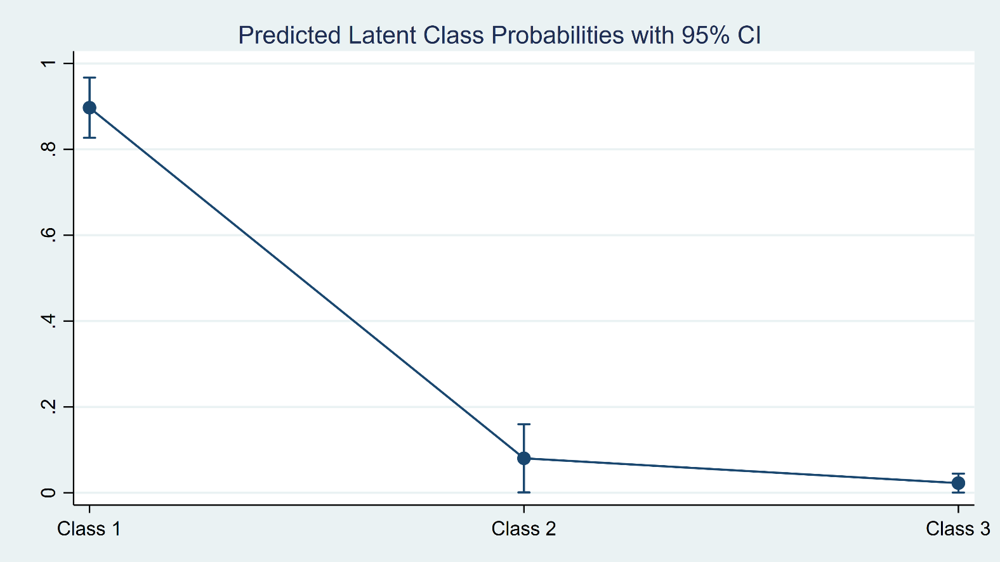 Predicted Latent Class Probabilities with 95% CI
1
.8
.6
.4
.2
0
Class 1
Class 2
Class 3